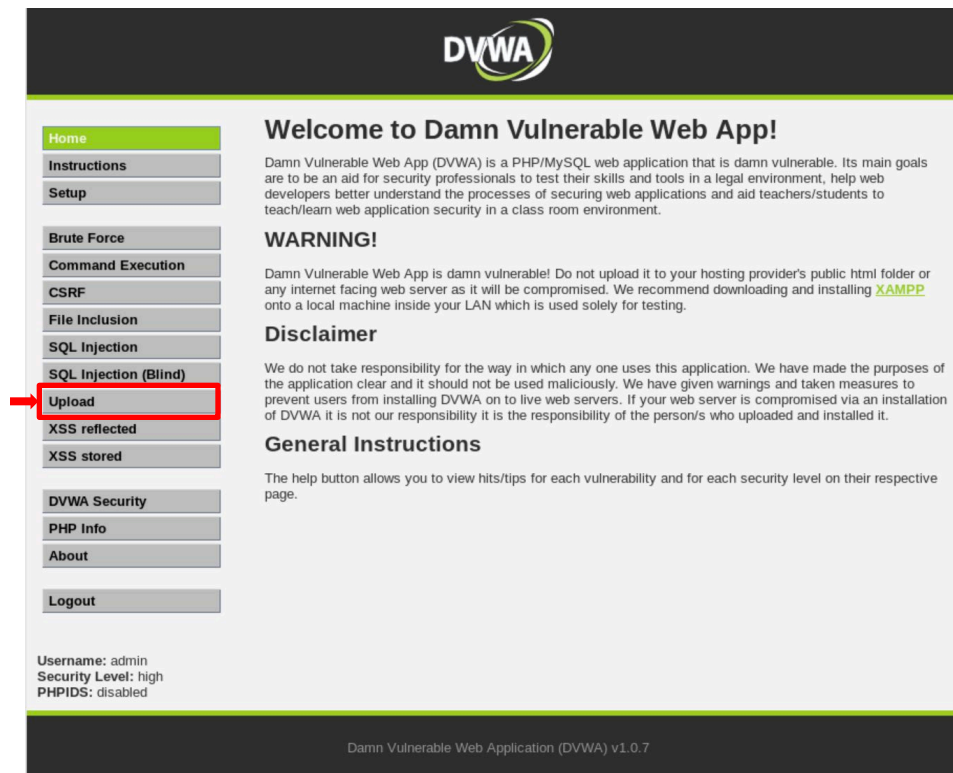 DVWA
Home
Instructions
Setup
Brute Force
Command Execution
CSRF
File Inclusion
SQL Injection
SQL Injection (Blind)
Upload
XSS reflected
XSS stored
DVWA Security
PHP Info
About
Logout
Username: admin
Security Level: high
PHPIDS: disabled
Welcome to Damn Vulnerable Web App!
Damn Vulnerable Web App (DVWA) is a PHP/MySQL web application that is damn vulnerable. Its main goals
are to be an aid for security professionals to test their skills and tools in a legal environment, help web
developers better understand the processes of securing web applications and aid teachers/students to
teach/learn web application security in a class room environment.
WARNING!
Damn Vulnerable Web App is damn vulnerable! Do not upload it to your hosting provider's public html folder or
any internet facing web server as it will be compromised. We recommend downloading and installing XAMPP
onto a local machine inside your LAN which is used solely for testing.
Disclaimer
We do not take responsibility for the way in which any one uses this application. We have made the purposes of
the application clear and it should not be used maliciously. We have given warnings and taken measures to
prevent users from installing DVWA on to live web servers. If your web server is compromised via an installation
of DVWA it is not our responsibility it is the responsibility of the person/s who uploaded and installed it.
General Instructions
The help button allows you to view hits/tips for each vulnerability and for each security level on their respective
page.
Damn Vulnerable Web Application (DVWA) v1.0.7